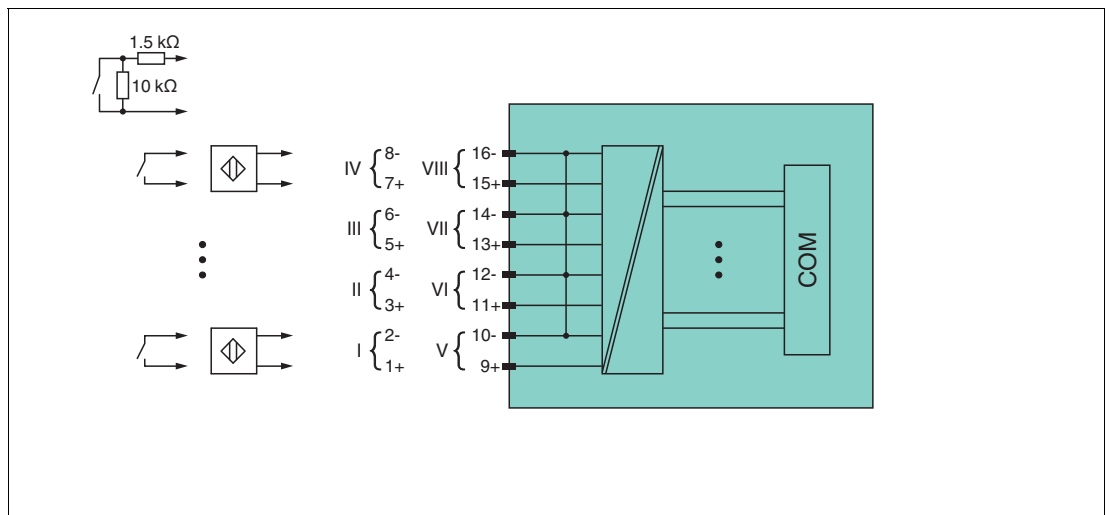 1.5 kΩ
10 kΩ
IV
8-
7+
VIII
16-
15+
III
6-
5+
VII
14-
13+
II
4-
3+
VI
12-
11+
I
2-
1+
V
10-
9+
COM